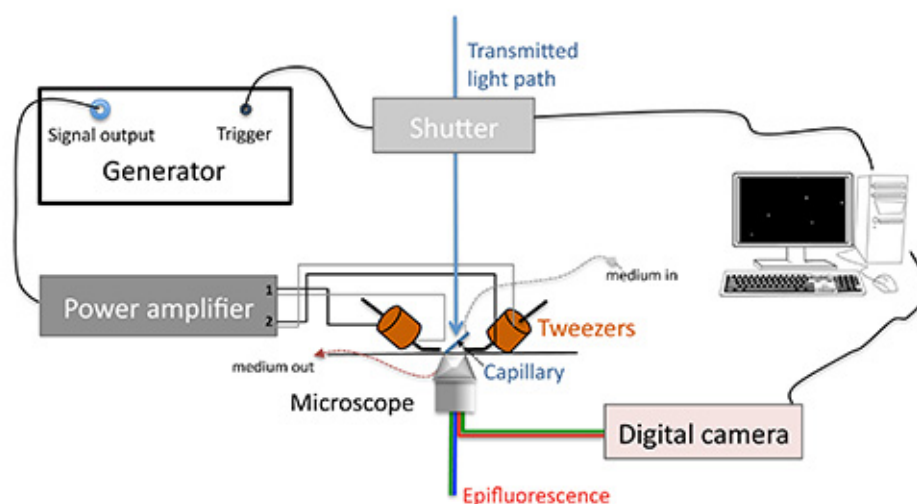 Transmitted
light path
Signal output
Trigger
Generator
Shutter
medium in
Power amplifier
1
2
Tweezers
medium out
Capillary
Microscope
Digital camera
Epifluorescence